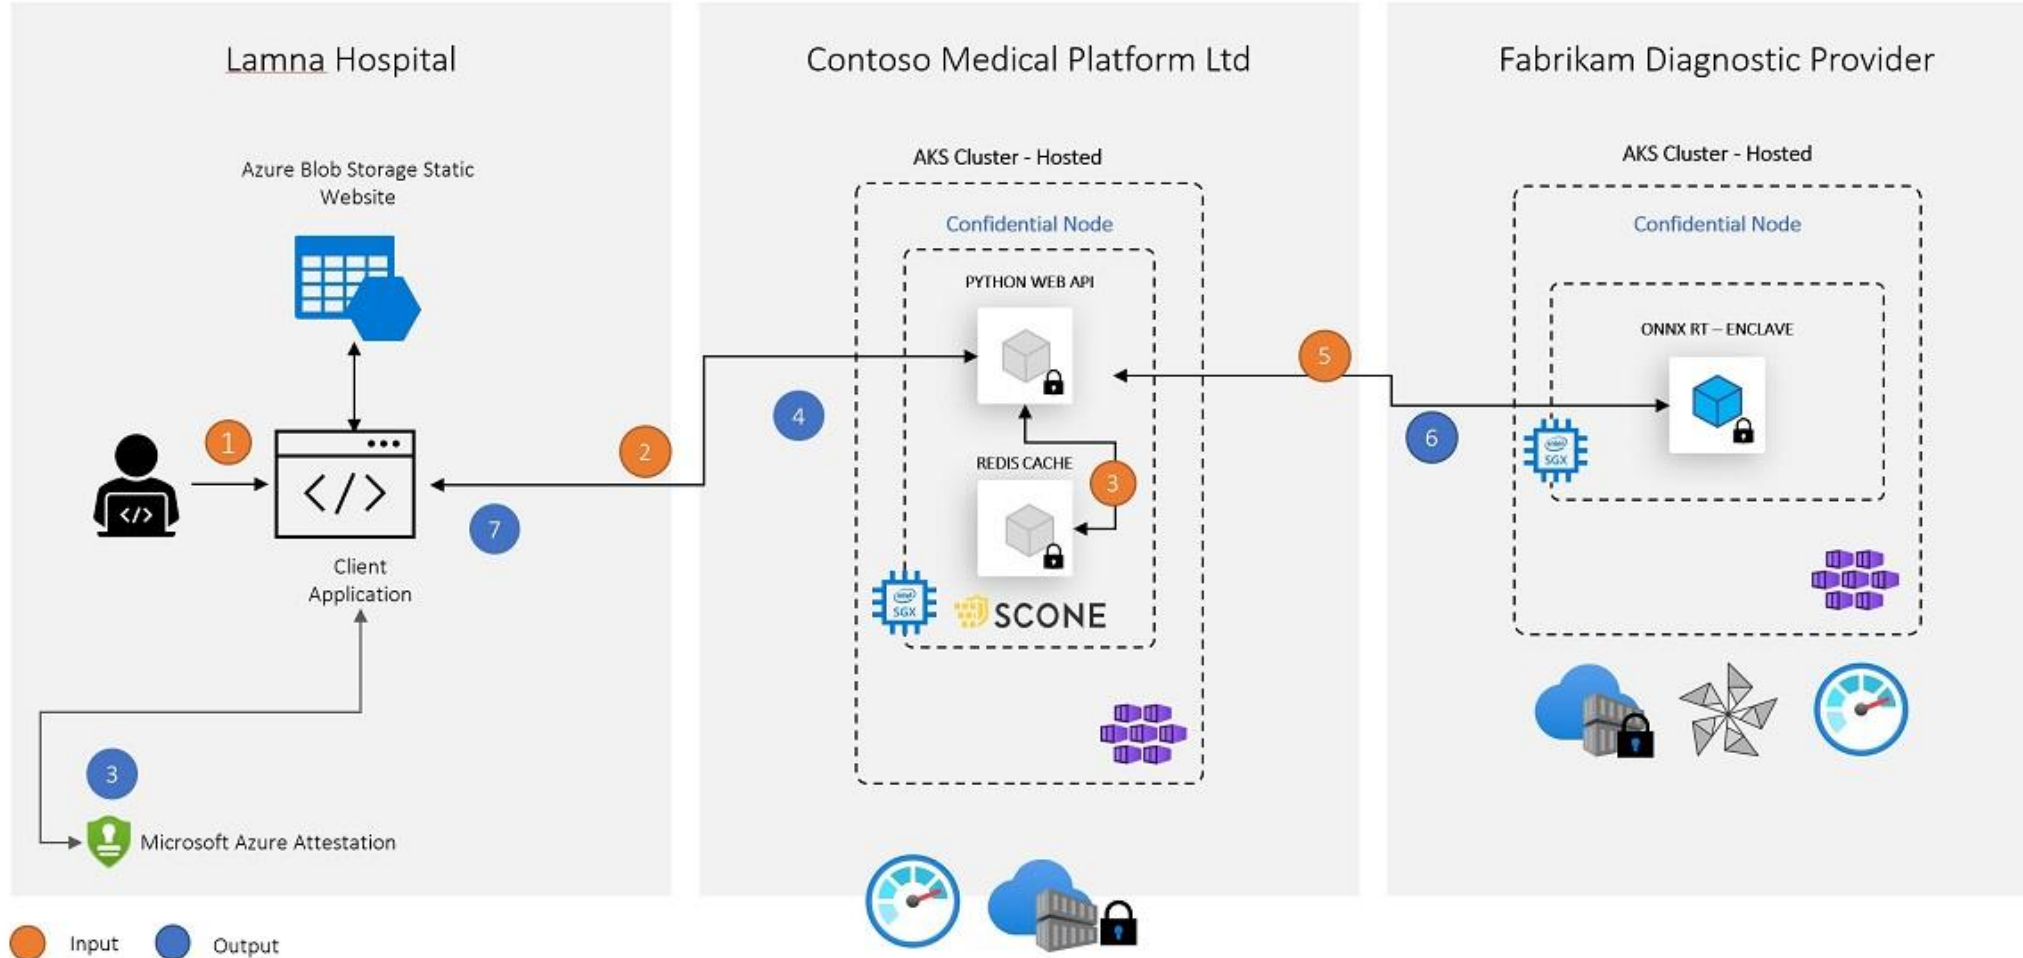 Lamna Hospital
Azure Blob Storage Static
Website
</>
1
</>
Client
Application
2
7
3
Microsoft Azure Attestation
Contoso Medical Platform Ltd
AKS Cluster - Hosted
Confidential Node
PYTHON WEB API
4
REDIS CACHE
3
intel
SGX
SCONE
Fabrikam Diagnostic Provider
AKS Cluster - Hosted
Confidential Node
ONNX RT – ENCLAVE
5
6
intel
SGX
Input
Output